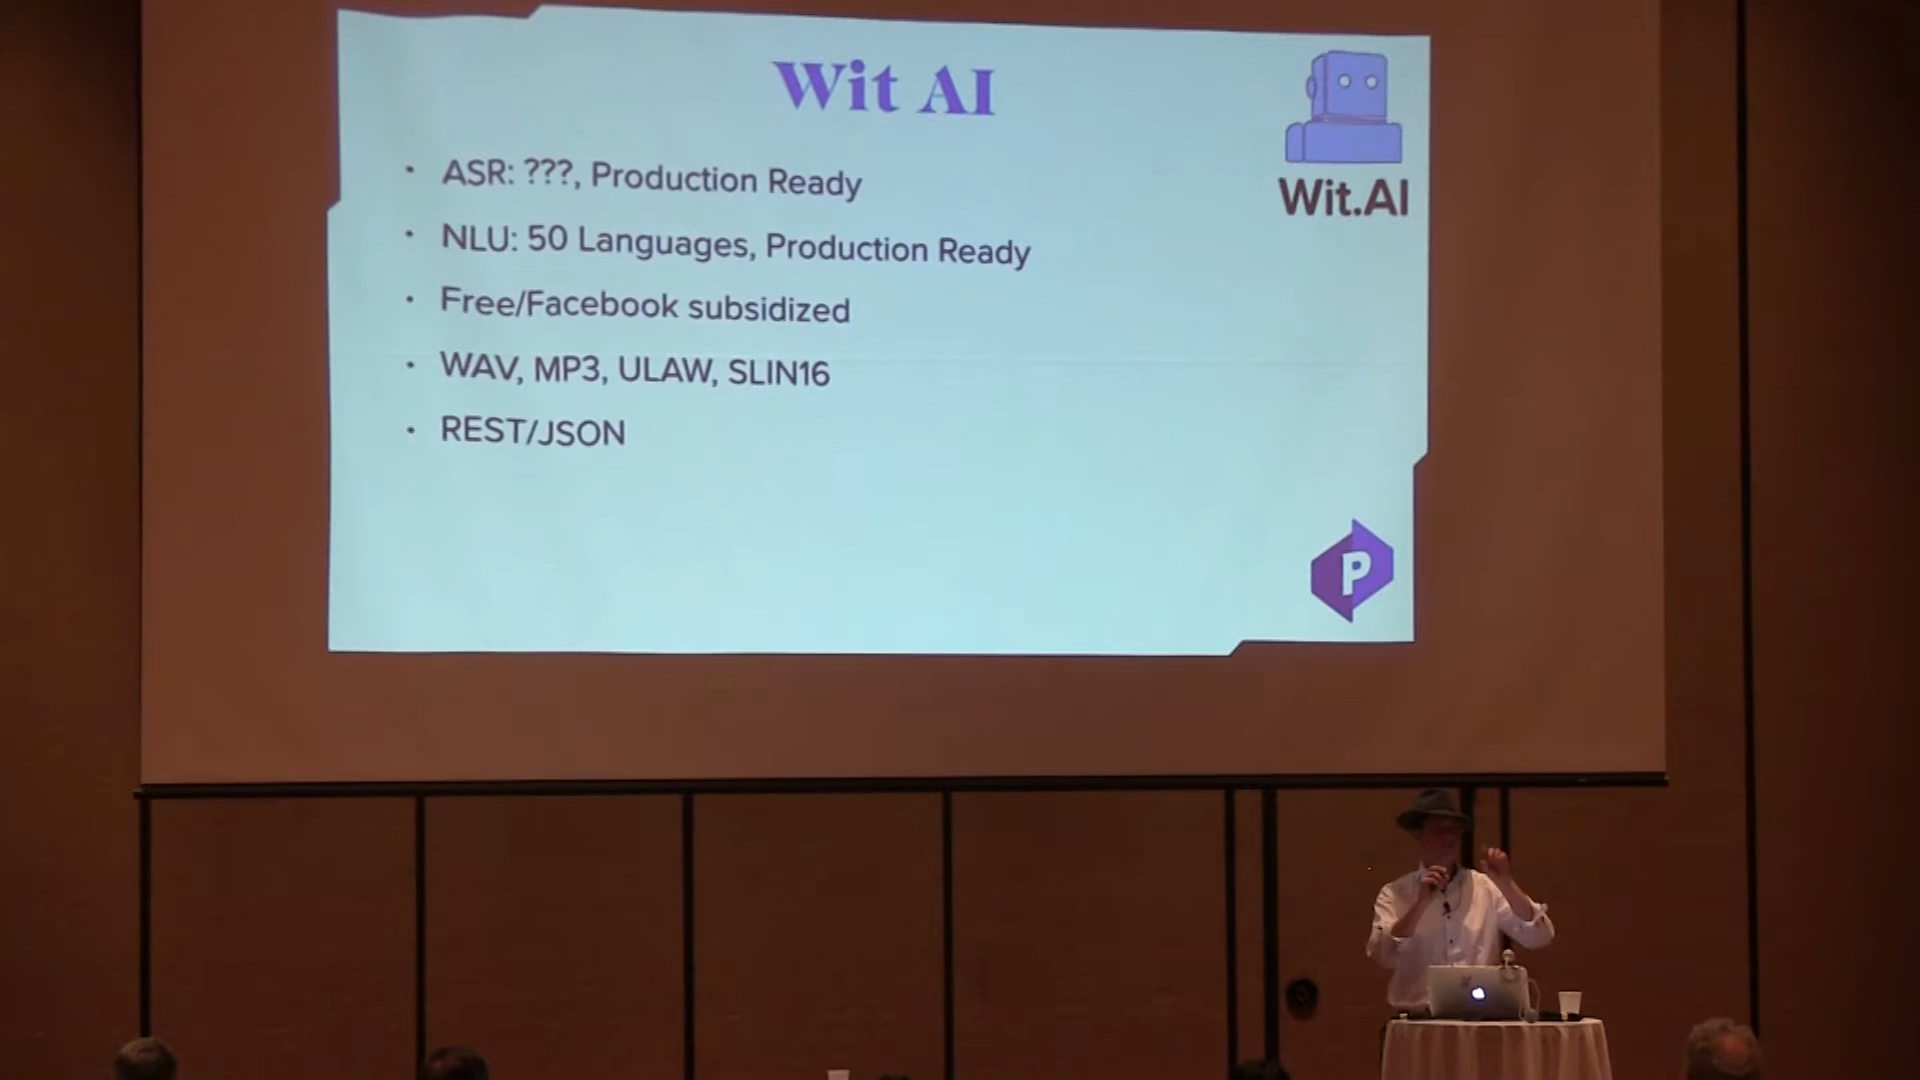 Wit AI
Wit.AI
• ASR: ???, Production Ready
• NLU: 50 Languages, Production Ready
• Free/Facebook subsidized
• WAV, MP3, ULAW, SLIN16
• REST/JSON
P